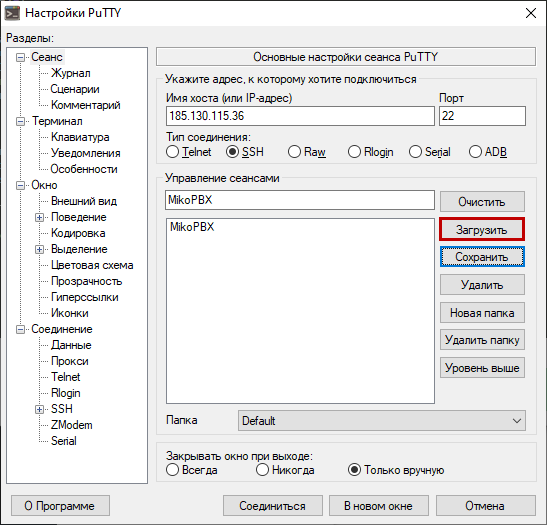 Настройки PuTTY
Разделы:
Сеанс
Журнал
Сценарии
Комментарий
Терминал
Клавиатура
Уведомления
Особенности
Окно
Внешний вид
Поведение
Кодировка
Выделение
Цветовая схема
Прозрачность
Гиперссылки
Иконки
Соединение
Данные
Прокси
Telnet
Rlogin
SSH
ZModem
Serial
Основные настройки сеанса PuTTY
Укажите адрес, к которому хотите подключиться
Имя хоста (или IP-адрес) Порт
185.130.115.36 22
Тип соединения:
Telnet SSH Raw Rlogin Serial ADB
Управление сеансами
MikoPBX Очистить
MikoPBX Загрузить
Сохранить
Удалить
Новая папка
Удалить папку
Уровень выше
Папка Default
Закрывать окно при выходе:
Всегда Никогда Только вручную
О Программе Соединиться В новом окне Отмена